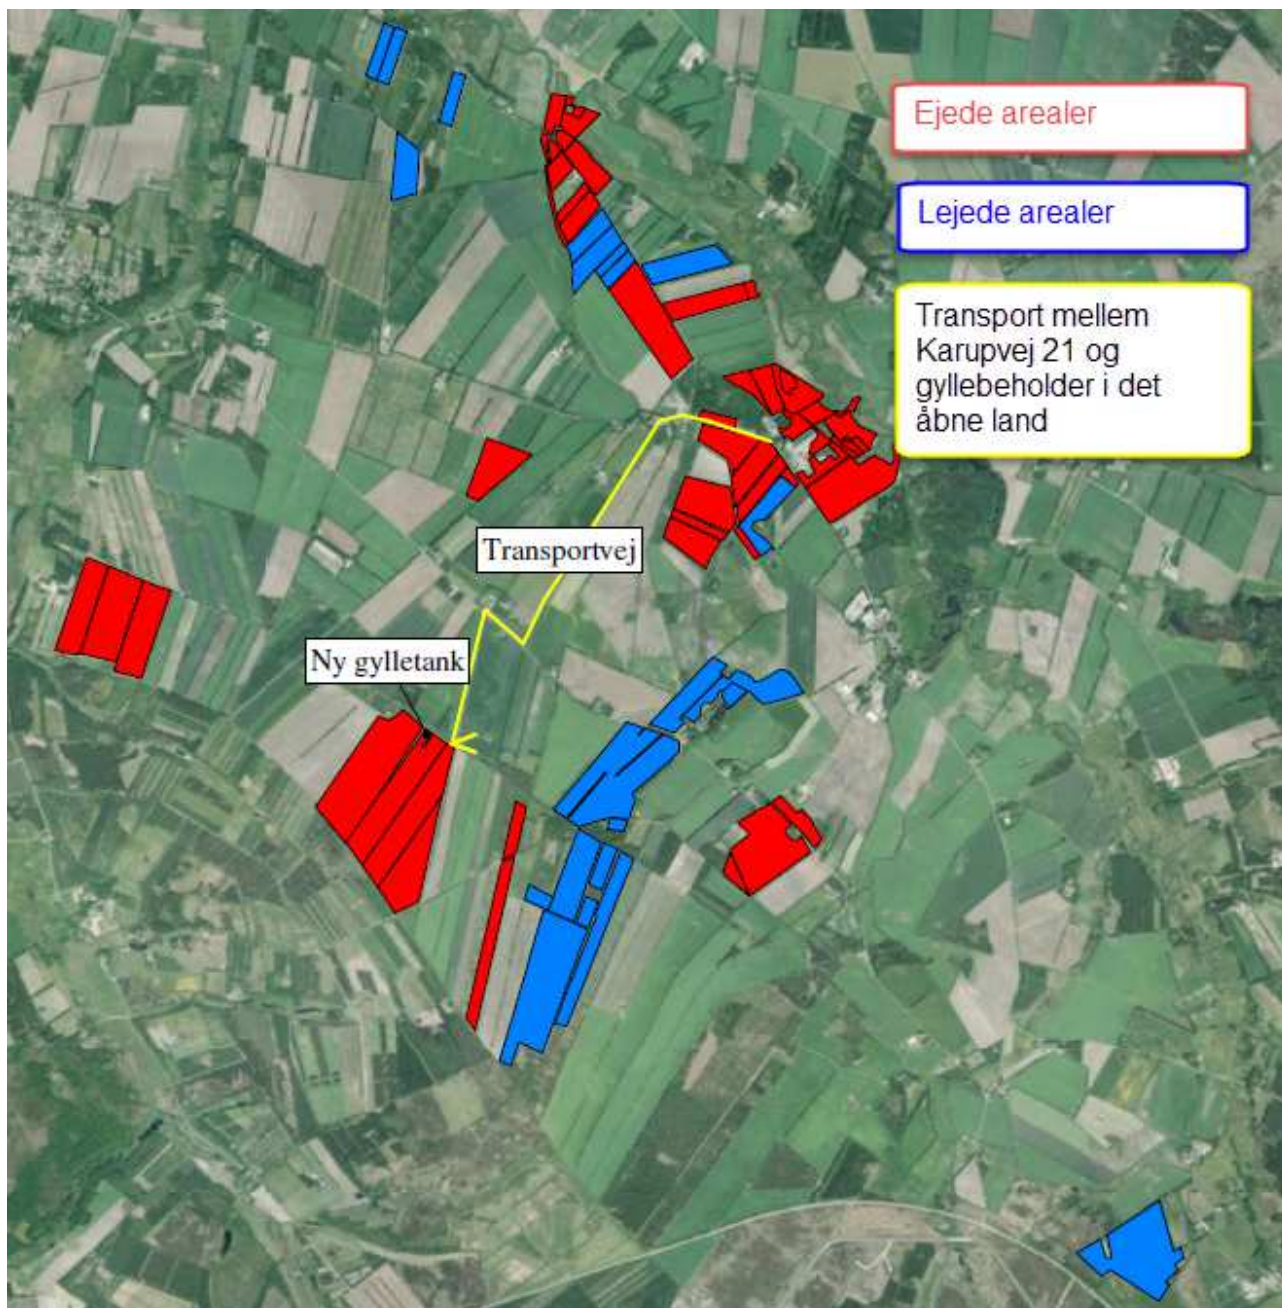 Ejede arealer
Lejede arealer
Transport mellem
Karupvej 21 og
gyllebeholder i det
åbne land
Transportvej
Ny gylletank